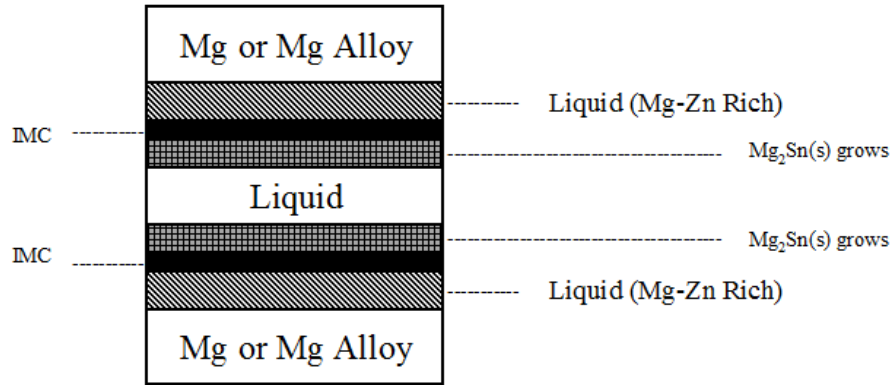 Mg or Mg Alloy
Liquid (Mg-Zn Rich)
IMC
Mg₂Sn(s) grows
Liquid
Mg₂Sn(s) grows
IMC
Liquid (Mg-Zn Rich)
Mg or Mg Alloy